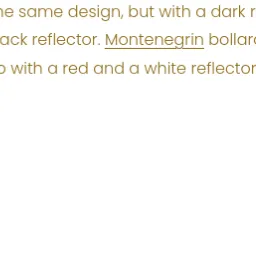 he same design, but with a dark r
ack reflector. Montenegrin bollard
o with a red and a white reflector